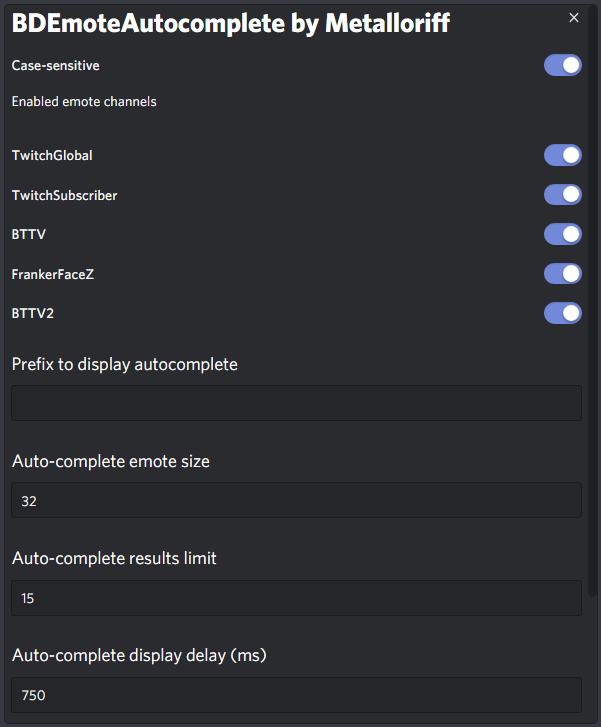 BDEmoteAutocomplete by Metalloriff
Case-sensitive
Enabled emote channels
TwitchGlobal
TwitchSubscriber
BTTV
FrankerFaceZ
BTTV2
Prefix to display autocomplete
Auto-complete emote size
32
Auto-complete results limit
15
Auto-complete display delay (ms)
750